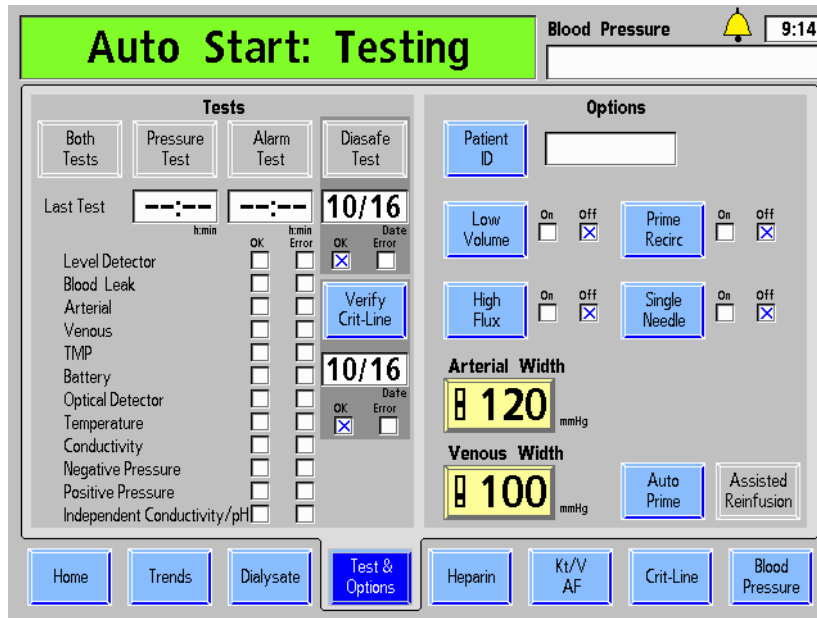 Auto Start: Testing
Blood Pressure
9:14
Tests
Both Tests
Pressure Test
Alarm Test
Diasafe Test
Last Test
--:--
--:--
10/16
h:min
h:min
Date
OK Error
OK Error
Level Detector
Blood Leak
Arterial
Venous
TMP
Battery
Optical Detector
Temperature
Conductivity
Negative Pressure
Positive Pressure
Independent Conductivity/pH
Verify Crit-Line
10/16
Date
OK Error
Options
Patient ID
Low Volume
On Off
Prime Recirc
On Off
High Flux
On Off
Single Needle
On Off
Arterial Width
120 mmHg
Venous Width
100 mmHg
Auto Prime
Assisted Reinfusion
Home
Trends
Dialysate
Test & Options
Heparin
Kt/V AF
Crit-Line
Blood Pressure